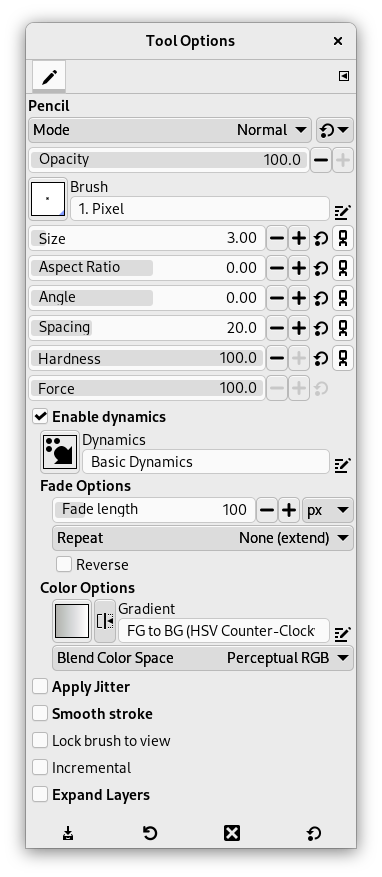 Tool Options
Pencil
Mode Normal
Opacity 100.0
Brush
1. Pixel
Size 3.00
Aspect Ratio 0.00
Angle 0.00
Spacing 20.0
Hardness 100.0
Force 100.0
Enable dynamics
Dynamics
Basic Dynamics
Fade Options
Fade length 100 px
Repeat None (extend)
Reverse
Color Options
Gradient
FG to BG (HSV Counter-Clock
Blend Color Space Perceptual RGB
Apply Jitter
Smooth stroke
Lock brush to view
Incremental
Expand Layers